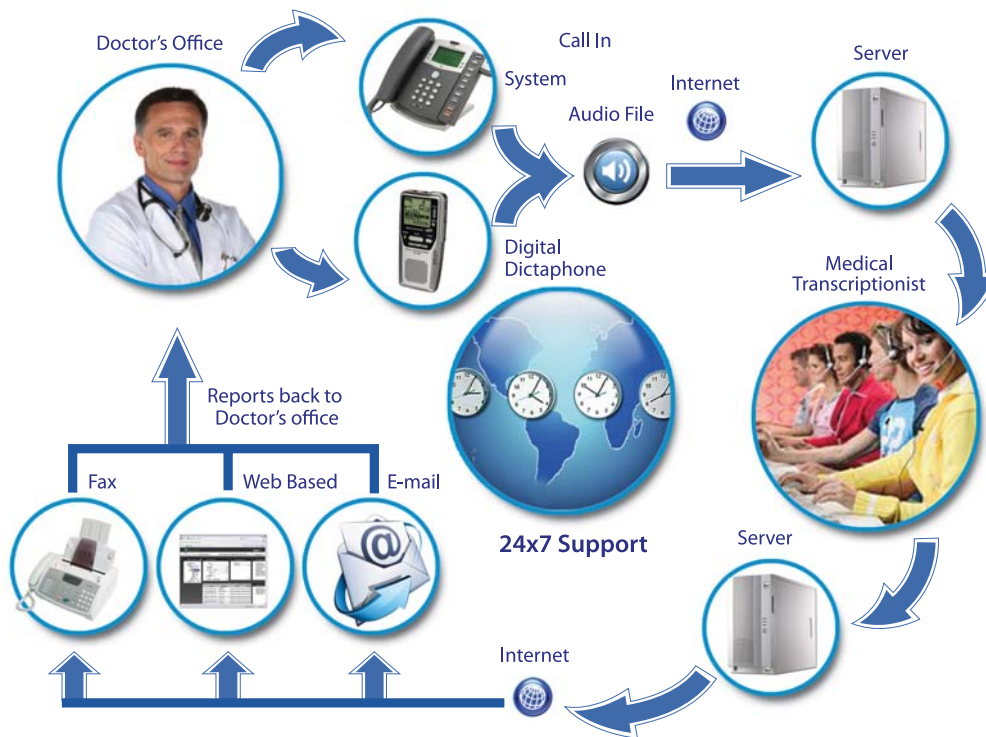 Doctor's Office
Call In
System
Audio File
Internet
Server
Digital
Dictaphone
Medical
Transcriptionist
Reports back to
Doctor's office
Fax
Web Based
E-mail
24x7 Support
Server
Internet